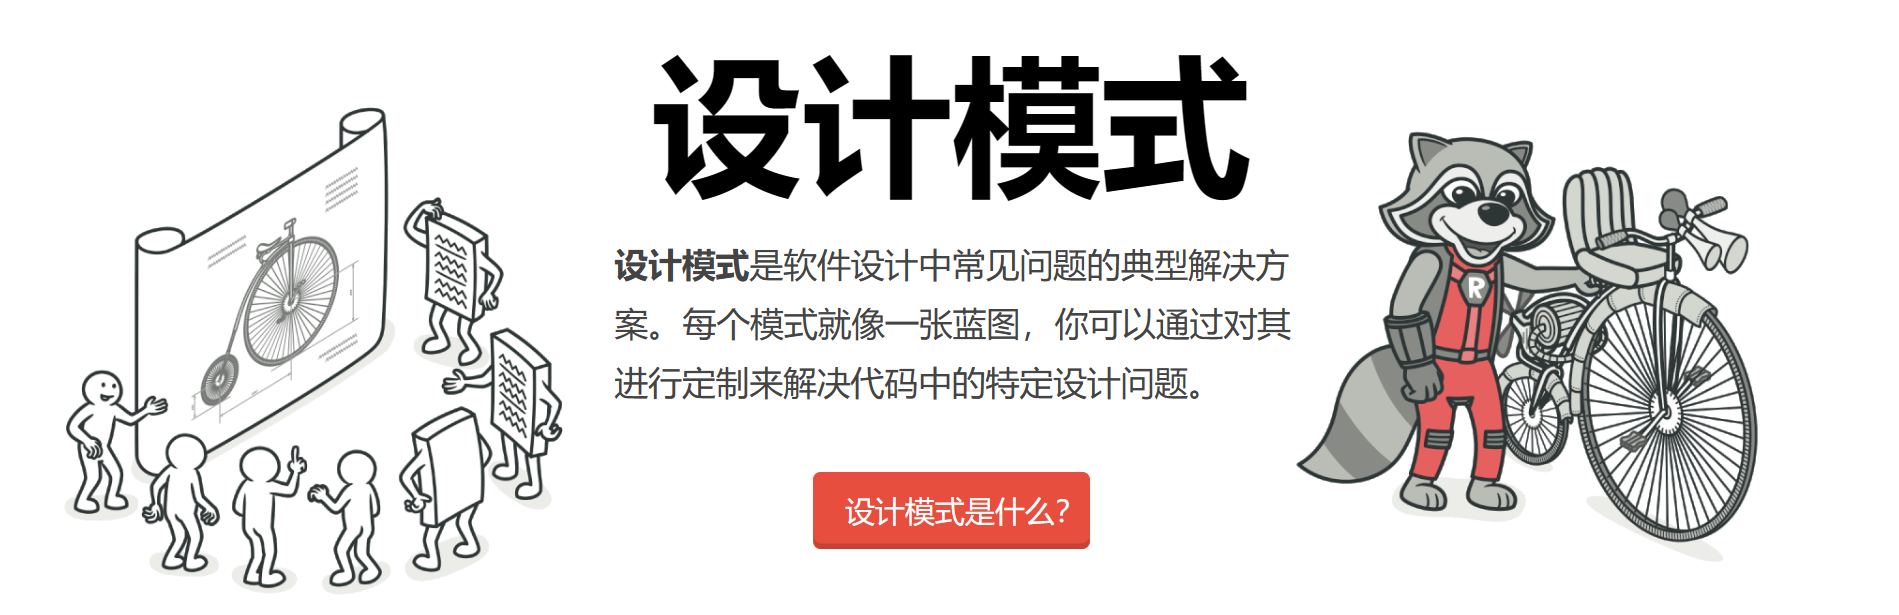 设计模式
设计模式是软件设计中常见问题的典型解决方
案。每个模式就像一张蓝图，你可以通过对其
进行定制来解决代码中的特定设计问题。
设计模式是什么？
R